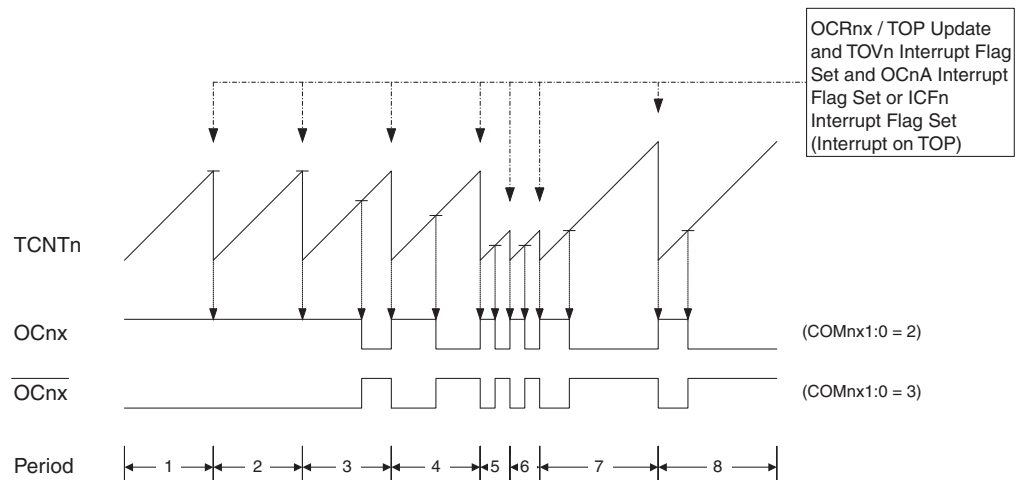 OCRnx / TOP Update
and TOVn Interrupt Flag
Set and OCnA Interrupt
Flag Set or ICFn
Interrupt Flag Set
(Interrupt on TOP)
TCNTn
OCnx
(COMnx1:0 = 2)
OCnx
(COMnx1:0 = 3)
Period
1 2 3 4 5 6 7 8